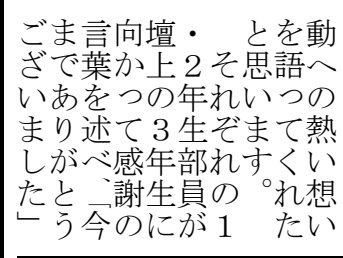 動への熱い想い
を語ってくれた
と思います。
それぞれの１
・２年生部員が
壇上の３年生に
向かって感謝の
言葉を述べ「今
まであ​りがとう
ございました」